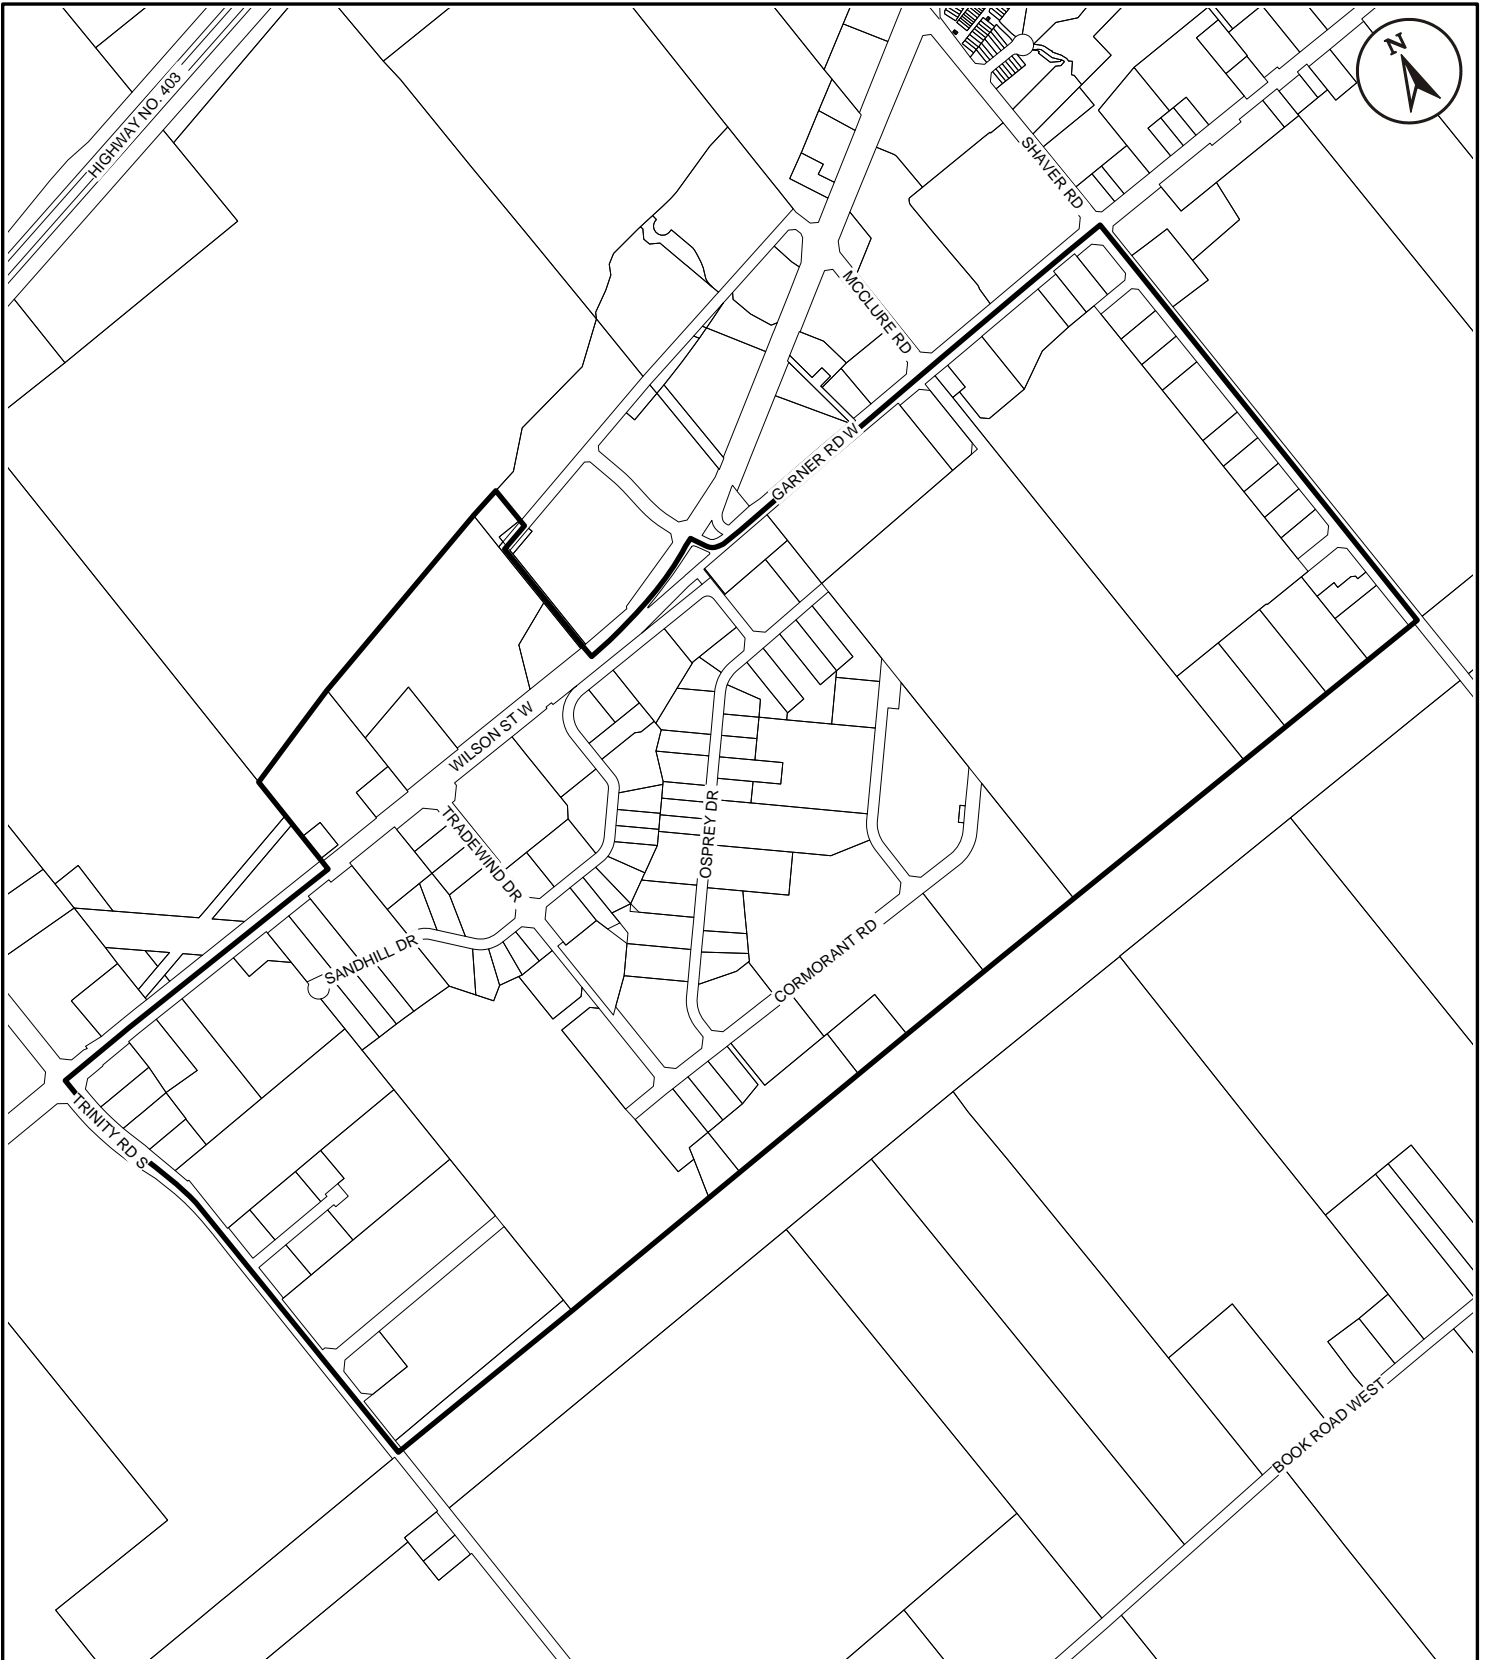 N
HIGHWAY NO. 403
SHAVER RD
MCCLURE RD
GARNER RD W
WILSON ST W
TRADEWIND DR
OSPREY DR
SANDHILL DR
CORMORANT RD
TRINITY RD S
BOOK ROAD WEST